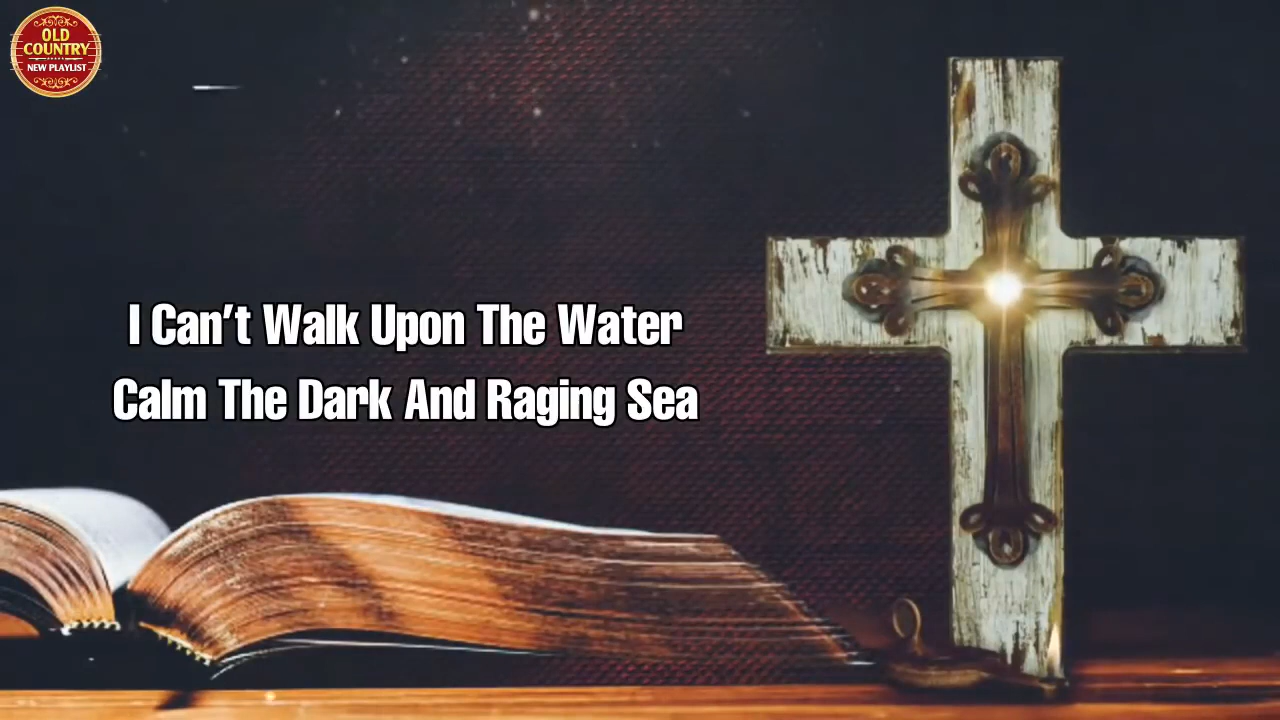 OLD
COUNTRY
NEW PLAYLIST
I Can't Walk Upon The Water
Calm The Dark And Raging Sea